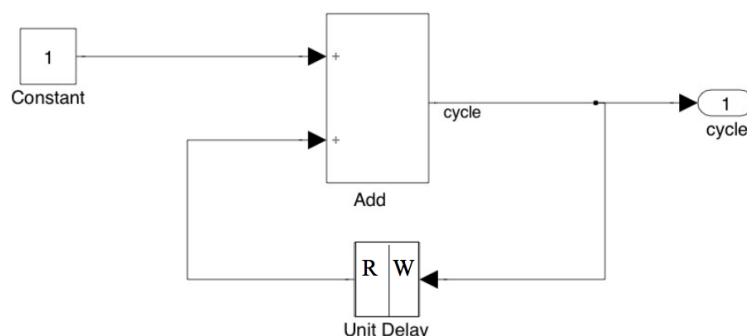 1
+
Constant
1
cycle
+
cycle
Add
R W
Unit Delay